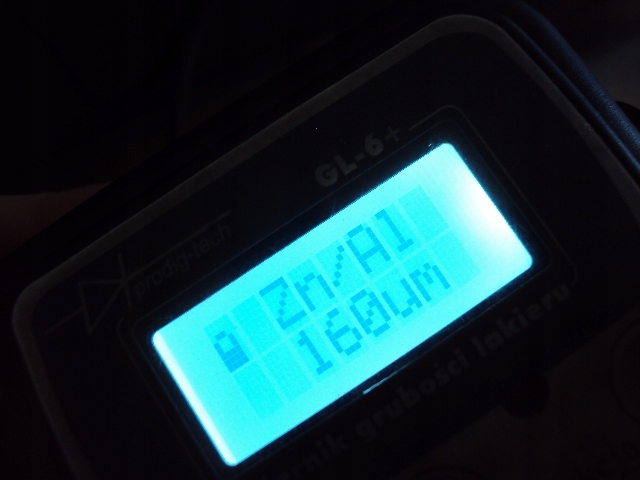 GL-6+
prodig-tech
Zn/Al
160um
grubości lakieru